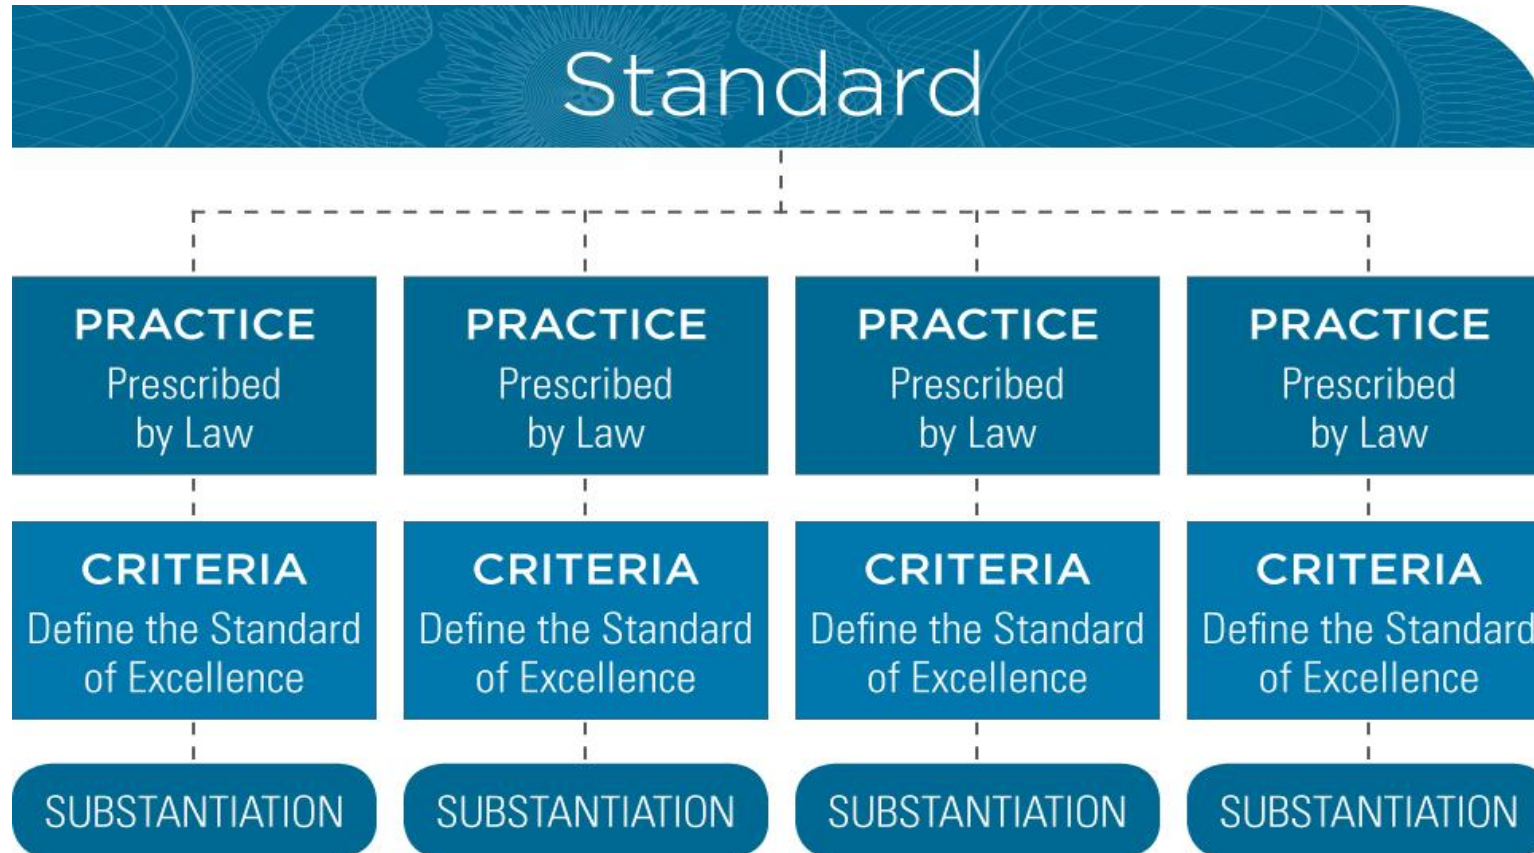 Standard
PRACTICE
Prescribed
by Law
PRACTICE
Prescribed
by Law
PRACTICE
Prescribed
by Law
PRACTICE
Prescribed
by Law
CRITERIA
Define the Standard
of Excellence
CRITERIA
Define the Standard
of Excellence
CRITERIA
Define the Standard
of Excellence
CRITERIA
Define the Standard
of Excellence
SUBSTANTIATION
SUBSTANTIATION
SUBSTANTIATION
SUBSTANTIATION